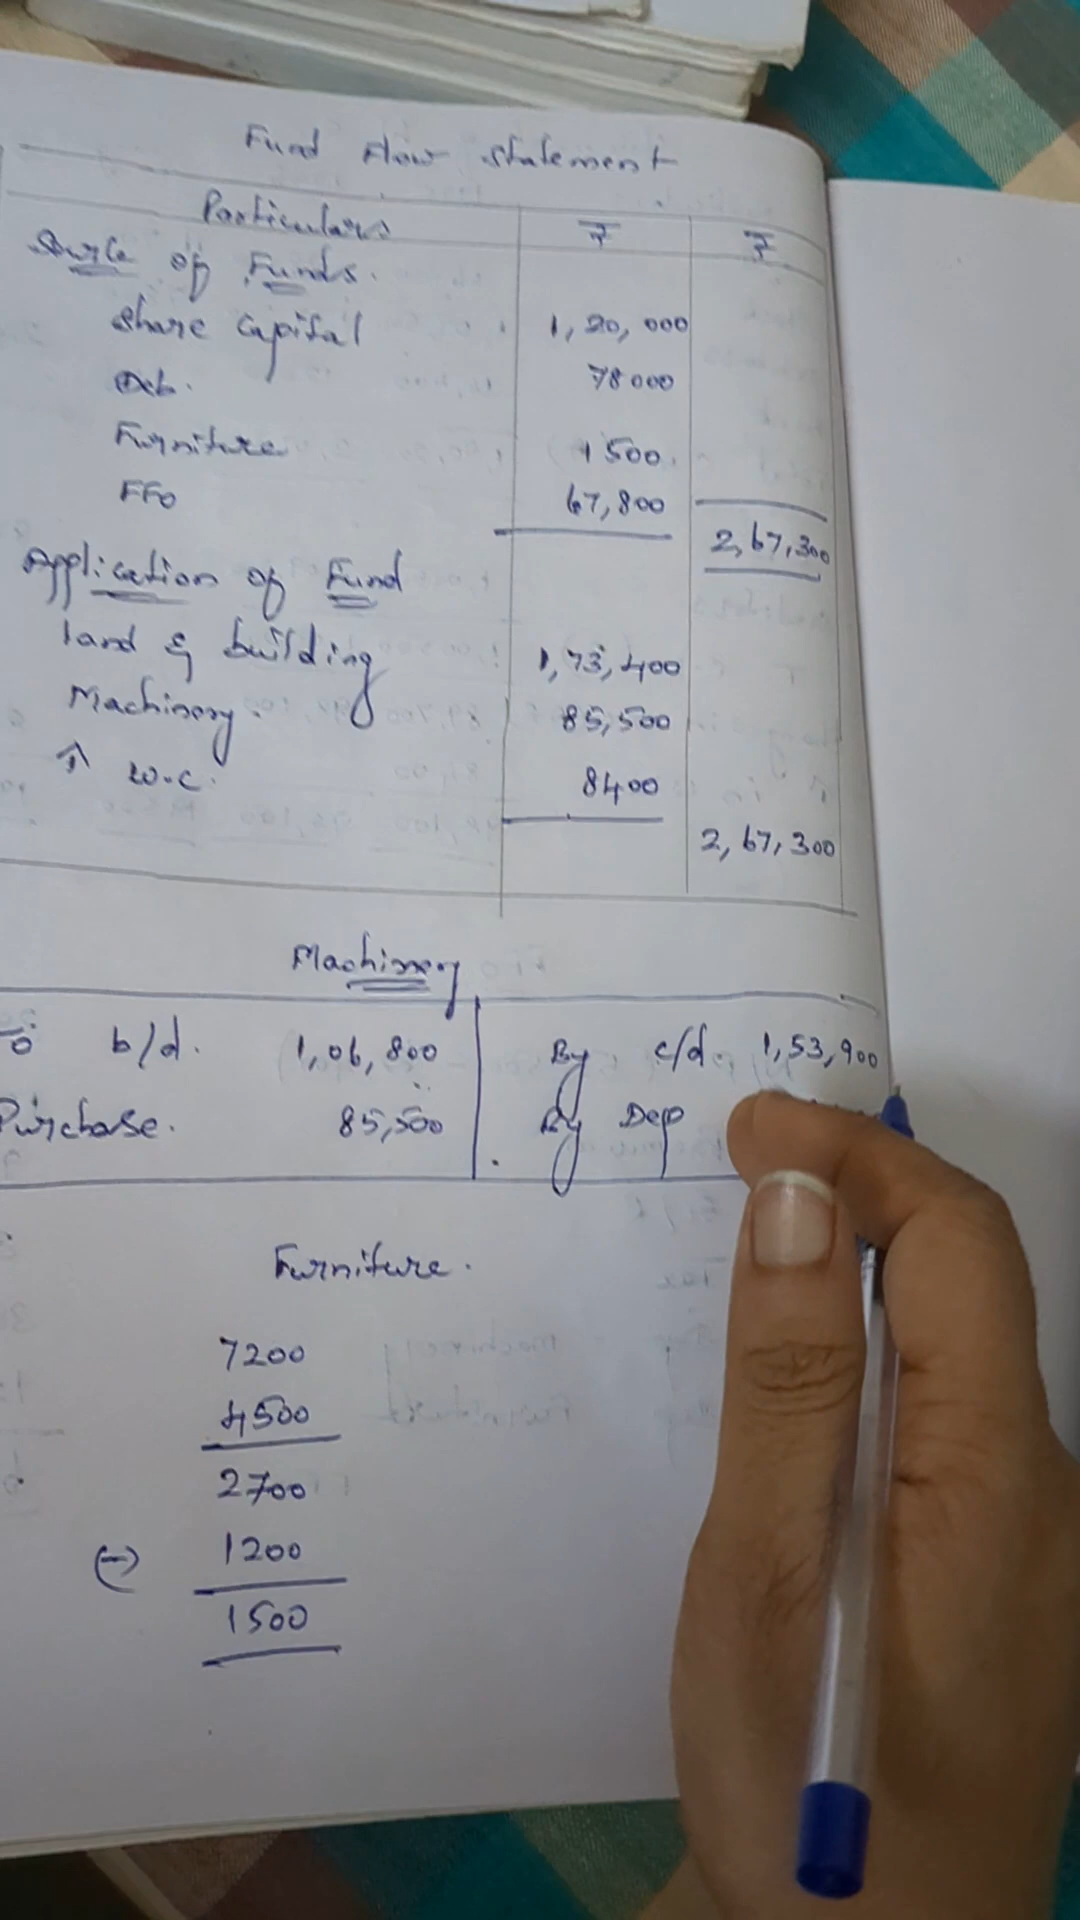 Fund Flow Statement
Particulars ₹ ₹
Source of Funds.
Share Capital 1,20,000
Deb. 78000
Furniture 1500
FFO 67,800
2,67,300
Application of Fund
land & building 1,73,400
Machinery. 85,500
↑ W.C. 8400
2,67,300
Machinery
To b/d. 1,06,800 By c/d 1,53,900
Purchase. 85,500 By Dep
Furniture.
7200
4500
2700
(-) 1200
1500